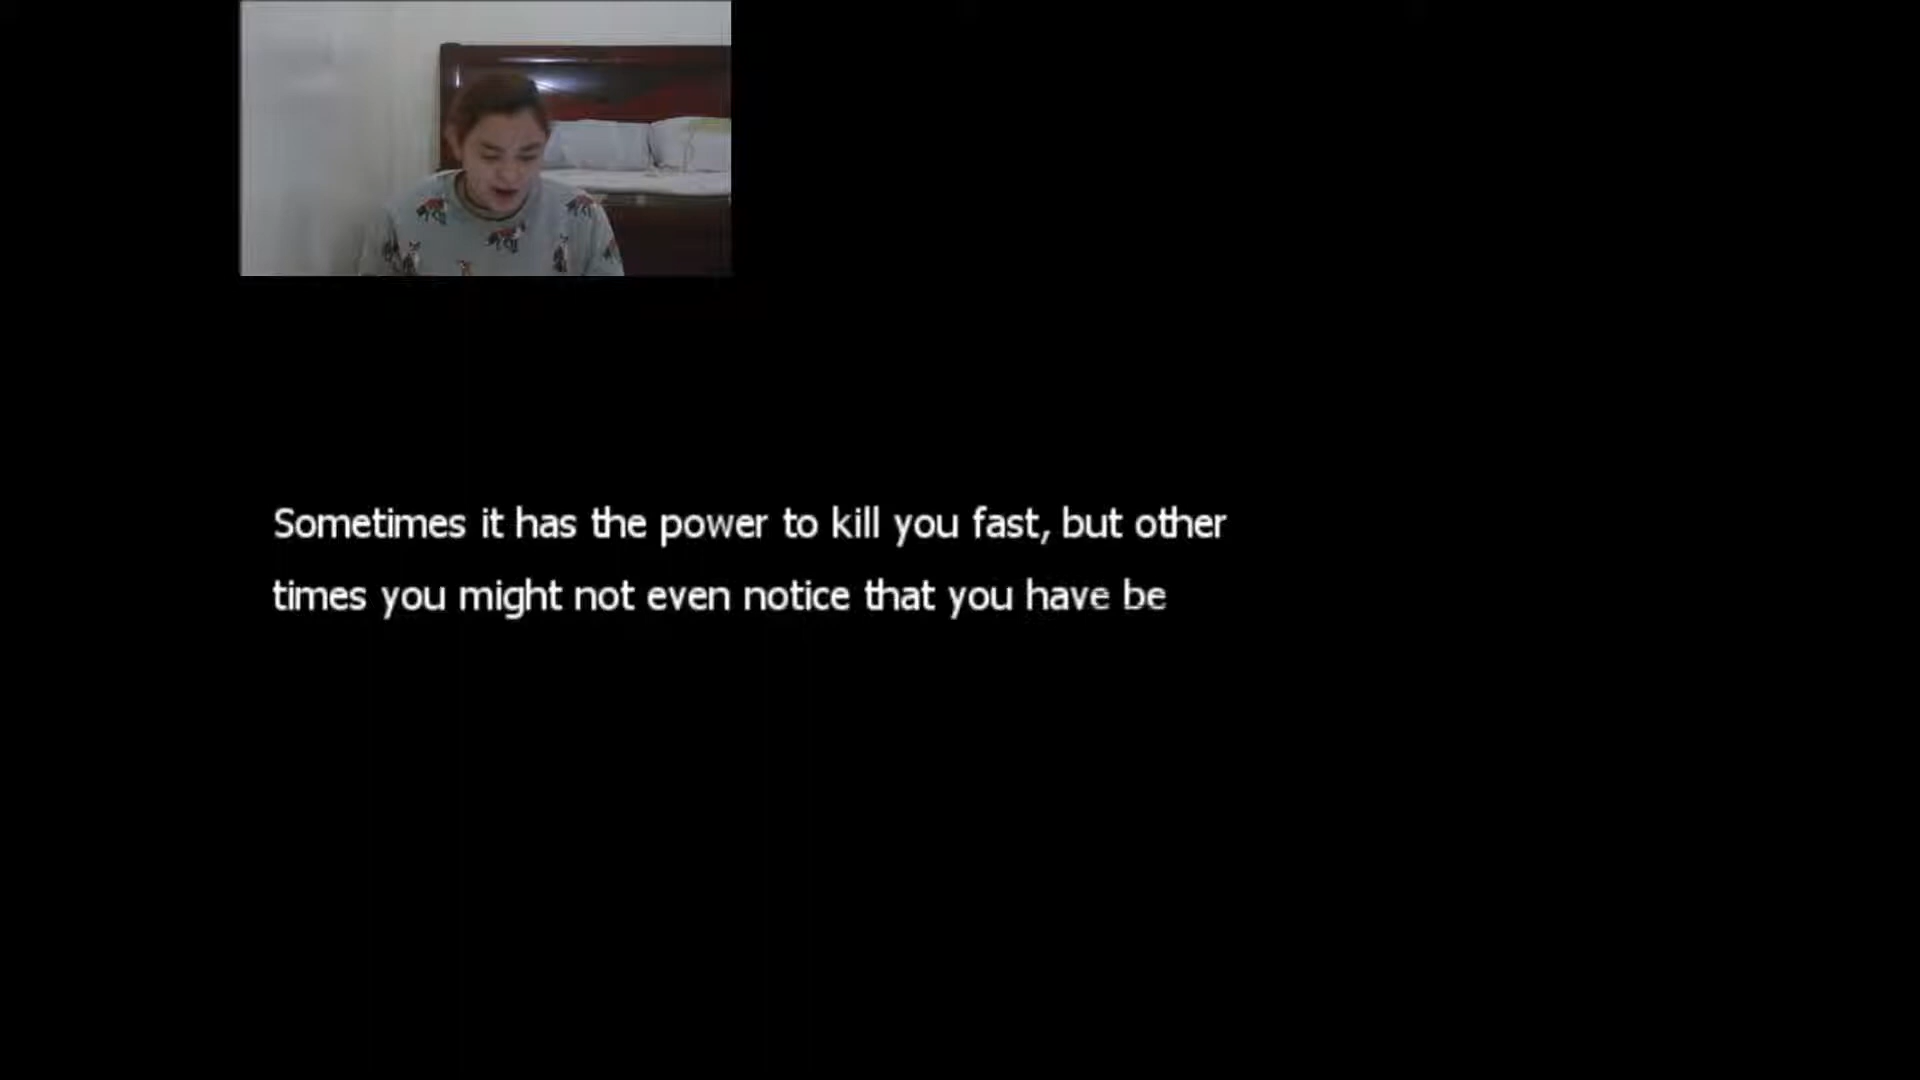 Sometimes it has the power to kill you fast, but other
times you might not even notice that you have be